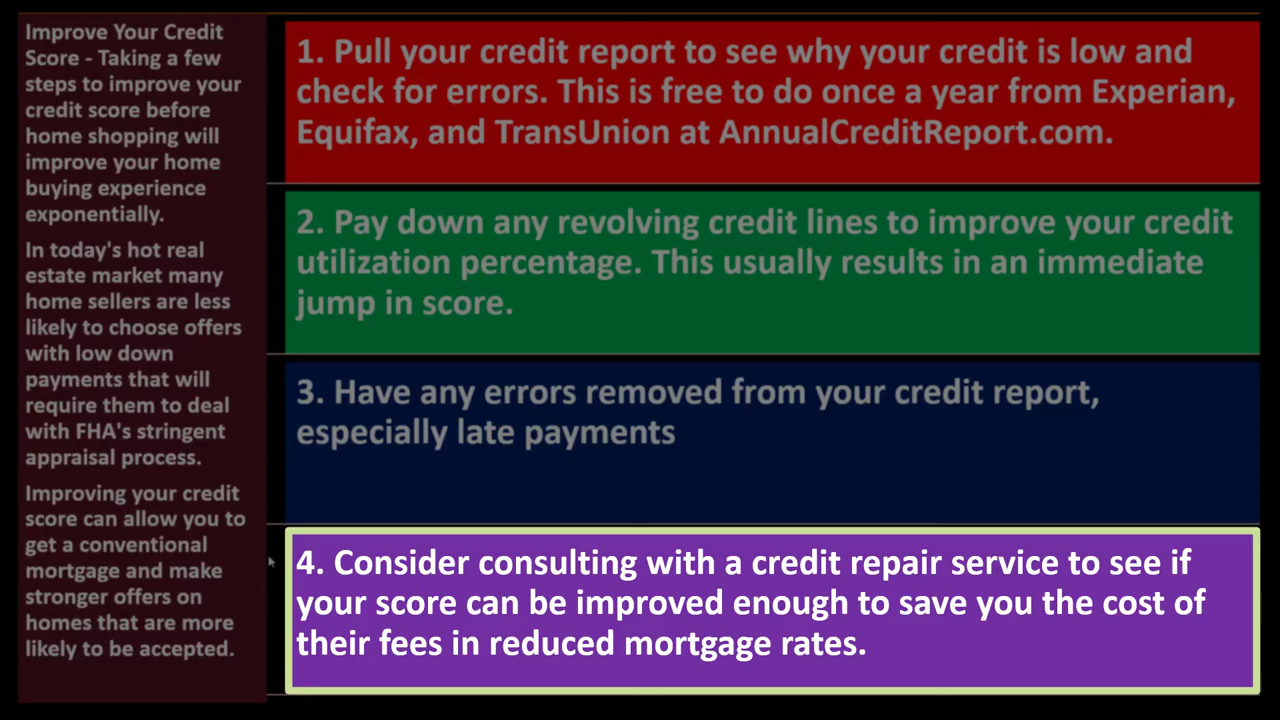 Improve Your Credit
Score - Taking a few
steps to improve your
credit score before
home shopping will
improve your home
buying experience
exponentially.
In today's hot real
estate market many
home sellers are less
likely to choose offers
with low down
payments that will
require them to deal
with FHA's stringent
appraisal process.
Improving your credit
score can allow you to
get a conventional
mortgage and make
stronger offers on
homes that are more
likely to be accepted.
1. Pull your credit report to see why your credit is low and
check for errors. This is free to do once a year from Experian,
Equifax, and TransUnion at AnnualCreditReport.com.
2. Pay down any revolving credit lines to improve your credit
utilization percentage. This usually results in an immediate
jump in score.
3. Have any errors removed from your credit report,
especially late payments
4. Consider consulting with a credit repair service to see if
your score can be improved enough to save you the cost of
their fees in reduced mortgage rates.